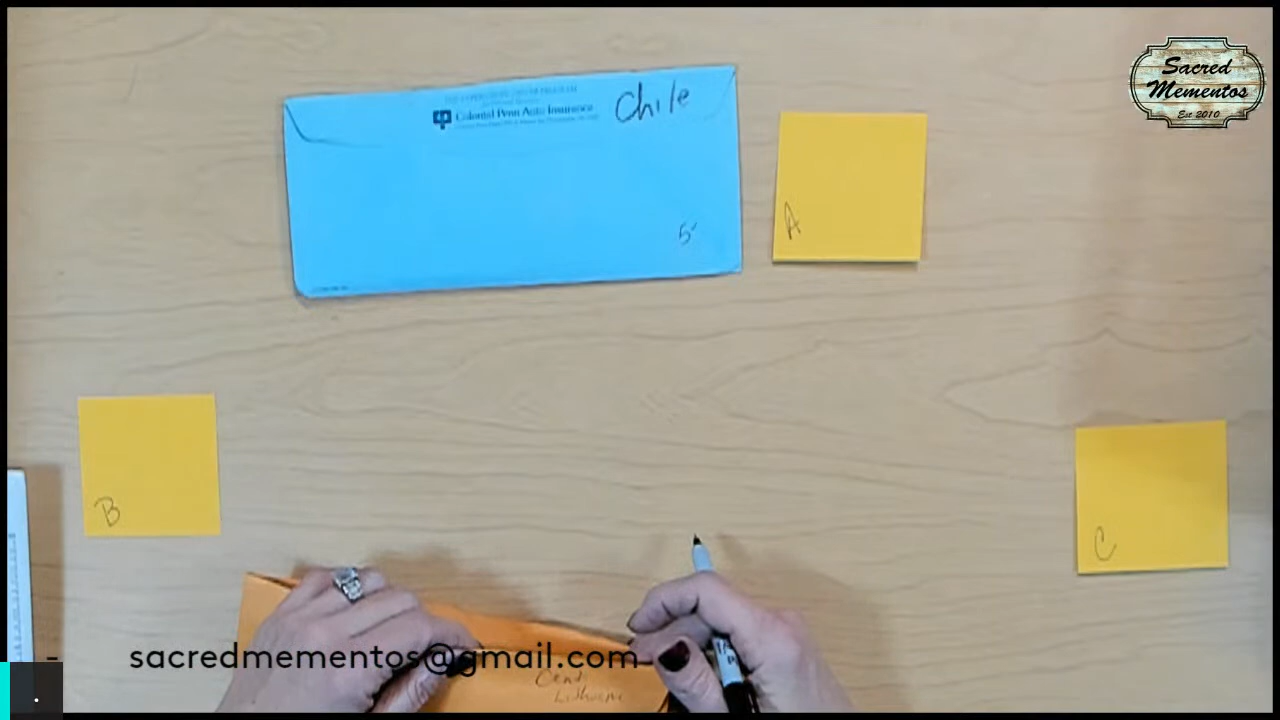 Sacred
Mementos
Est 2010
Colonial Penn Auto Insurance
Chile
5
A
B
C
sacredmementos@gmail.com
.